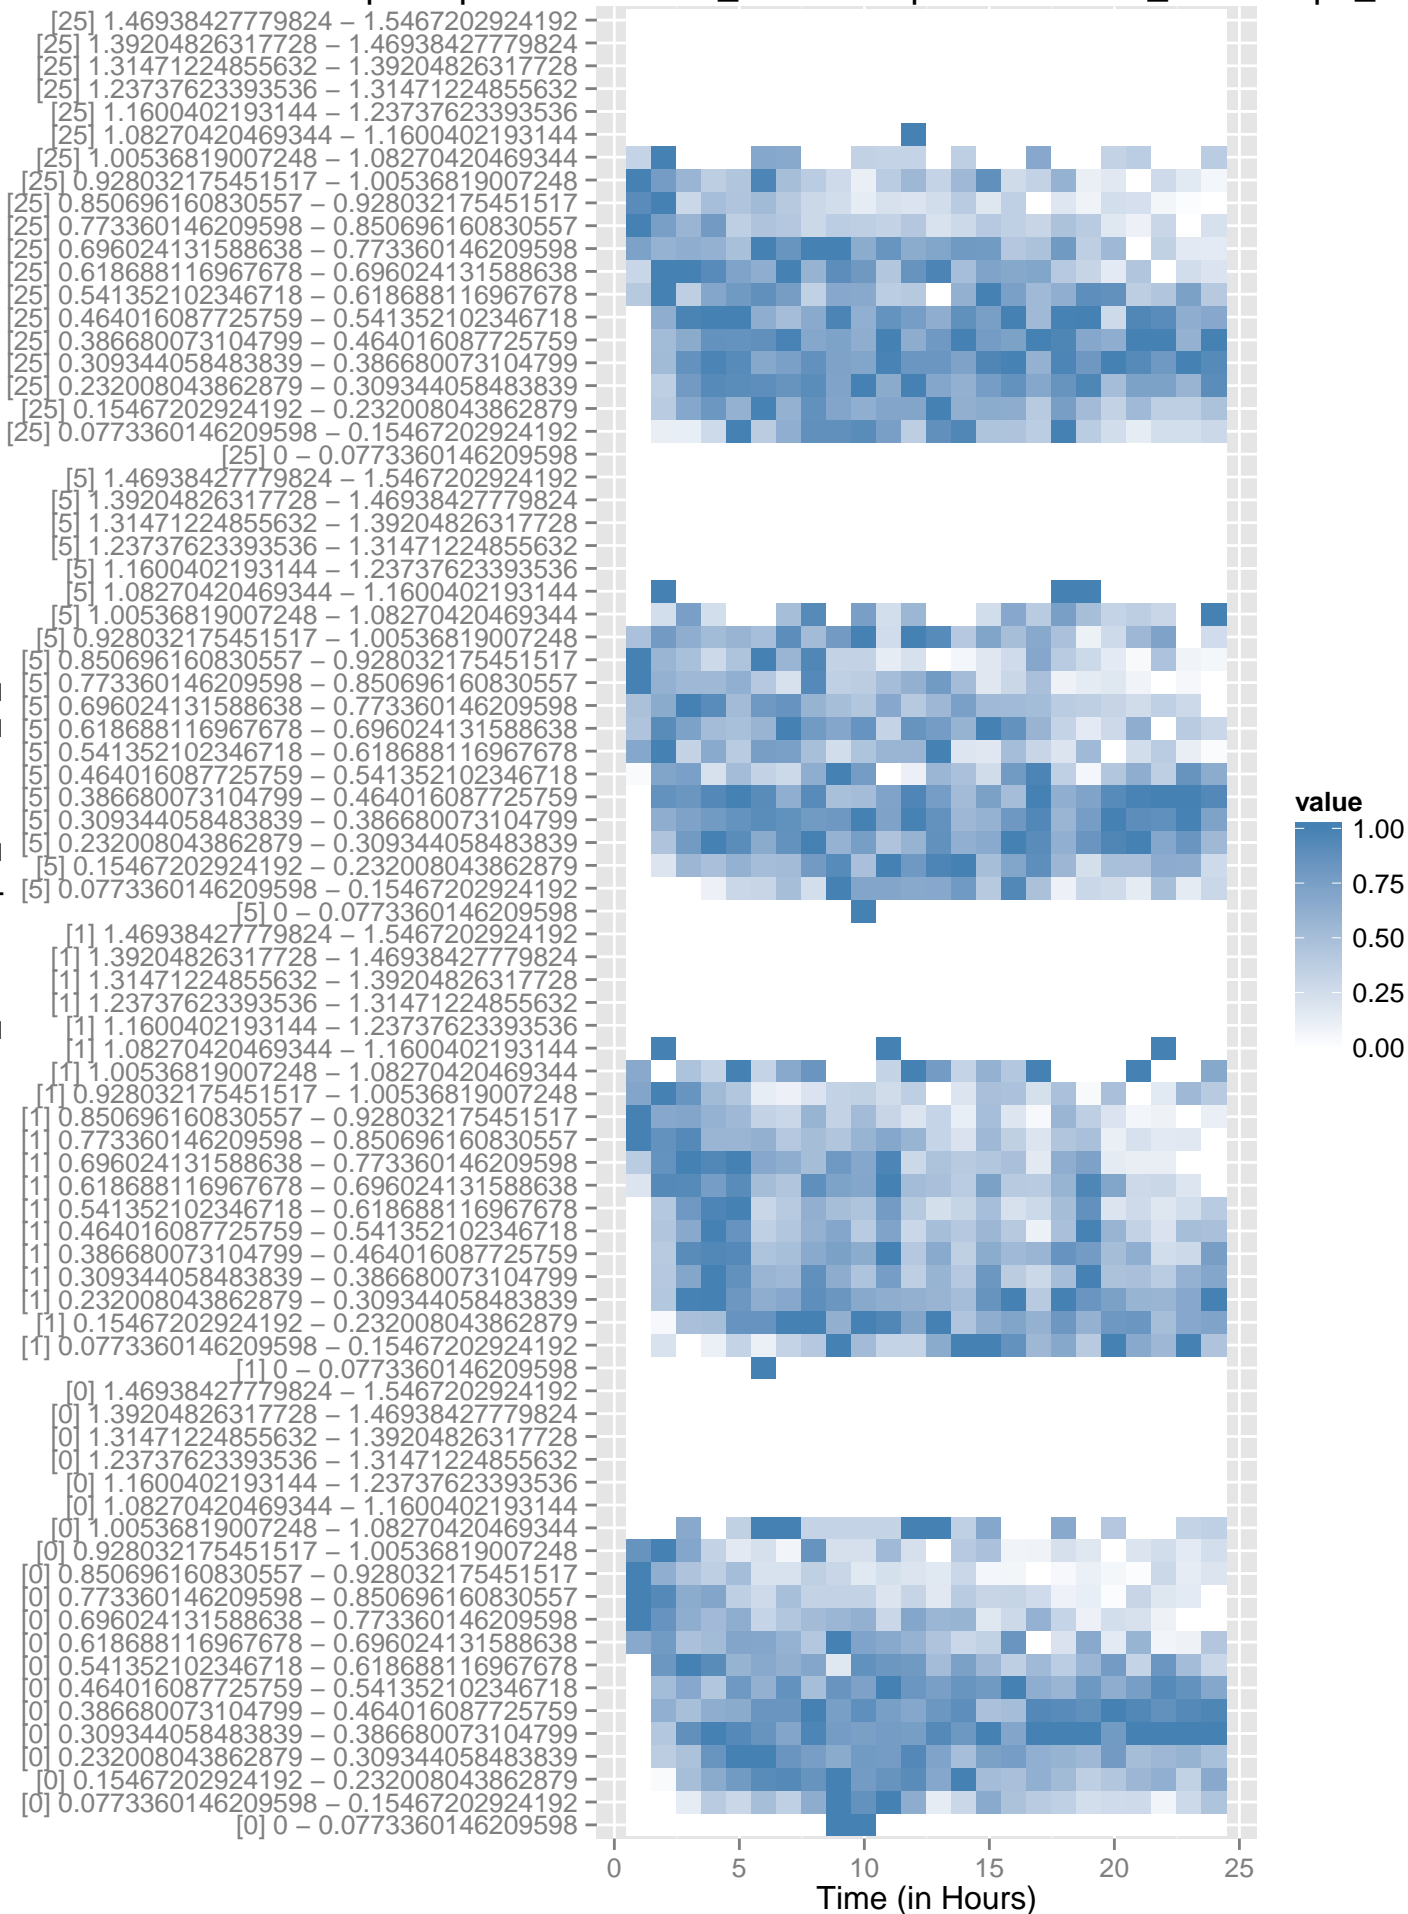 [25] 1.46938427779824 – 1.5467202924192
[25] 1.39204826317728 – 1.46938427779824
[25] 1.31471224855632 – 1.39204826317728
[25] 1.23737623393536 – 1.31471224855632
[25] 1.1600402193144 – 1.23737623393536
[25] 1.08270420469344 – 1.1600402193144
[25] 1.00536819007248 – 1.08270420469344
[25] 0.928032175451517 – 1.00536819007248
[25] 0.850696160830557 – 0.928032175451517
[25] 0.773360146209598 – 0.850696160830557
[25] 0.696024131588638 – 0.773360146209598
[25] 0.618688116967678 – 0.696024131588638
[25] 0.541352102346718 – 0.618688116967678
[25] 0.464016087725759 – 0.541352102346718
[25] 0.386680073104799 – 0.464016087725759
[25] 0.309344058483839 – 0.386680073104799
[25] 0.232008043862879 – 0.309344058483839
[25] 0.15467202924192 – 0.232008043862879
[25] 0.0773360146209598 – 0.15467202924192
[25] 0 – 0.0773360146209598
[5] 1.46938427779824 – 1.5467202924192
[5] 1.39204826317728 – 1.46938427779824
[5] 1.31471224855632 – 1.39204826317728
[5] 1.23737623393536 – 1.31471224855632
[5] 1.1600402193144 – 1.23737623393536
[5] 1.08270420469344 – 1.1600402193144
[5] 1.00536819007248 – 1.08270420469344
[5] 0.928032175451517 – 1.00536819007248
[5] 0.850696160830557 – 0.928032175451517
[5] 0.773360146209598 – 0.850696160830557
[5] 0.696024131588638 – 0.773360146209598
[5] 0.618688116967678 – 0.696024131588638
[5] 0.541352102346718 – 0.618688116967678
[5] 0.464016087725759 – 0.541352102346718
[5] 0.386680073104799 – 0.464016087725759
[5] 0.309344058483839 – 0.386680073104799
[5] 0.232008043862879 – 0.309344058483839
[5] 0.15467202924192 – 0.232008043862879
[5] 0.0773360146209598 – 0.15467202924192
[5] 0 – 0.0773360146209598
[1] 1.46938427779824 – 1.5467202924192
[1] 1.39204826317728 – 1.46938427779824
[1] 1.31471224855632 – 1.39204826317728
[1] 1.23737623393536 – 1.31471224855632
[1] 1.1600402193144 – 1.23737623393536
[1] 1.08270420469344 – 1.1600402193144
[1] 1.00536819007248 – 1.08270420469344
[1] 0.928032175451517 – 1.00536819007248
[1] 0.850696160830557 – 0.928032175451517
[1] 0.773360146209598 – 0.850696160830557
[1] 0.696024131588638 – 0.773360146209598
[1] 0.618688116967678 – 0.696024131588638
[1] 0.541352102346718 – 0.618688116967678
[1] 0.464016087725759 – 0.541352102346718
[1] 0.386680073104799 – 0.464016087725759
[1] 0.309344058483839 – 0.386680073104799
[1] 0.232008043862879 – 0.309344058483839
[1] 0.15467202924192 – 0.232008043862879
[1] 0.0773360146209598 – 0.15467202924192
[1] 0 – 0.0773360146209598
[0] 1.46938427779824 – 1.5467202924192
[0] 1.39204826317728 – 1.46938427779824
[0] 1.31471224855632 – 1.39204826317728
[0] 1.23737623393536 – 1.31471224855632
[0] 1.1600402193144 – 1.23737623393536
[0] 1.08270420469344 – 1.1600402193144
[0] 1.00536819007248 – 1.08270420469344
[0] 0.928032175451517 – 1.00536819007248
[0] 0.850696160830557 – 0.928032175451517
[0] 0.773360146209598 – 0.850696160830557
[0] 0.696024131588638 – 0.773360146209598
[0] 0.618688116967678 – 0.696024131588638
[0] 0.541352102346718 – 0.618688116967678
[0] 0.464016087725759 – 0.541352102346718
[0] 0.386680073104799 – 0.464016087725759
[0] 0.309344058483839 – 0.386680073104799
[0] 0.232008043862879 – 0.309344058483839
[0] 0.15467202924192 – 0.232008043862879
[0] 0.0773360146209598 – 0.15467202924192
[0] 0 – 0.0773360146209598
0 5 10 15 20 25
Time (in Hours)
value
1.00
0.75
0.50
0.25
0.00